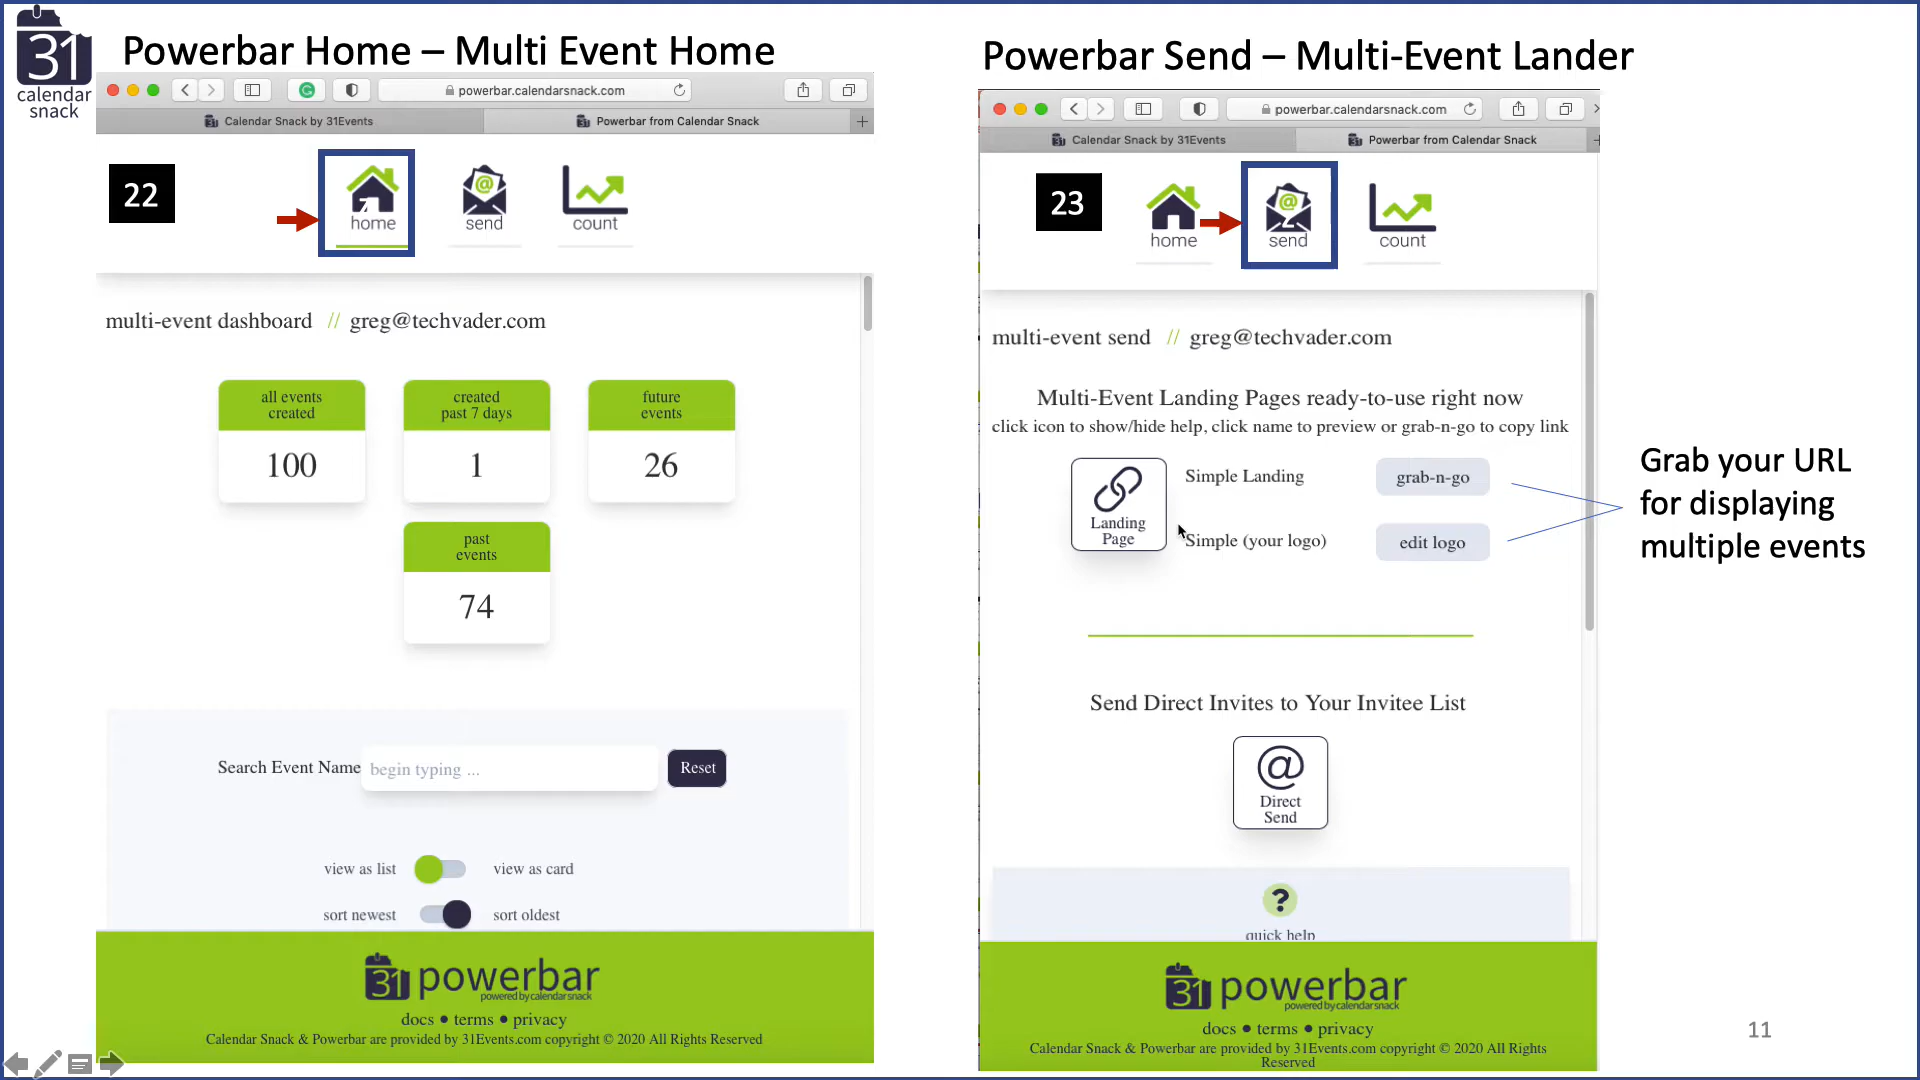 31
calendar
snack
Powerbar Home – Multi Event Home
powerbar.calendarsnack.com
Calendar Snack by 31Events
Powerbar from Calendar Snack
22
home
send
count
multi-event dashboard // greg@techvader.com
all events
created
100
created
past 7 days
1
future
events
26
past
events
74
Search Event Name
begin typing ...
Reset
view as list
view as card
sort newest
sort oldest
31 powerbar
powered by calendar snack
docs ● terms ● privacy
Calendar Snack & Powerbar are provided by 31Events.com copyright © 2020 All Rights Reserved
Powerbar Send – Multi-Event Lander
powerbar.calendarsnack.com
Calendar Snack by 31Events
Powerbar from Calendar Snack
23
home
send
count
multi-event send // greg@techvader.com
Multi-Event Landing Pages ready-to-use right now
click icon to show/hide help, click name to preview or grab-n-go to copy link
Landing
Page
Simple Landing
grab-n-go
Simple (your logo)
edit logo
Send Direct Invites to Your Invitee List
@
Direct
Send
?
quick help
31 powerbar
powered by calendar snack
docs ● terms ● privacy
Calendar Snack & Powerbar are provided by 31Events.com copyright © 2020 All Rights
Reserved
Grab your URL
for displaying
multiple events
11